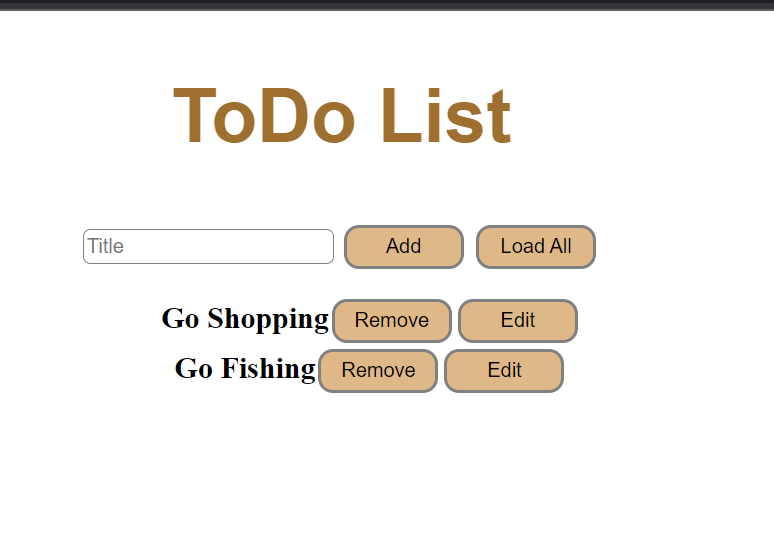 ToDo List
Title Add Load All
Go Shopping Remove Edit
Go Fishing Remove Edit